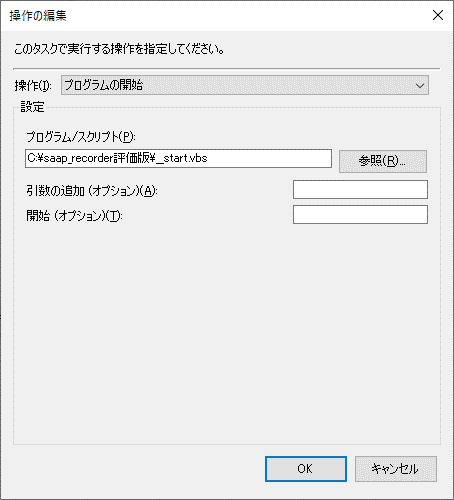 操作の編集
このタスクで実行する操作を指定してください。
操作(I): プログラムの開始
設定
プログラム/スクリプト(P):
C:¥saap_recorder評価版¥_start.vbs
参照(R)...
引数の追加 (オプション)(A):
開始 (オプション)(T):
OK キャンセル